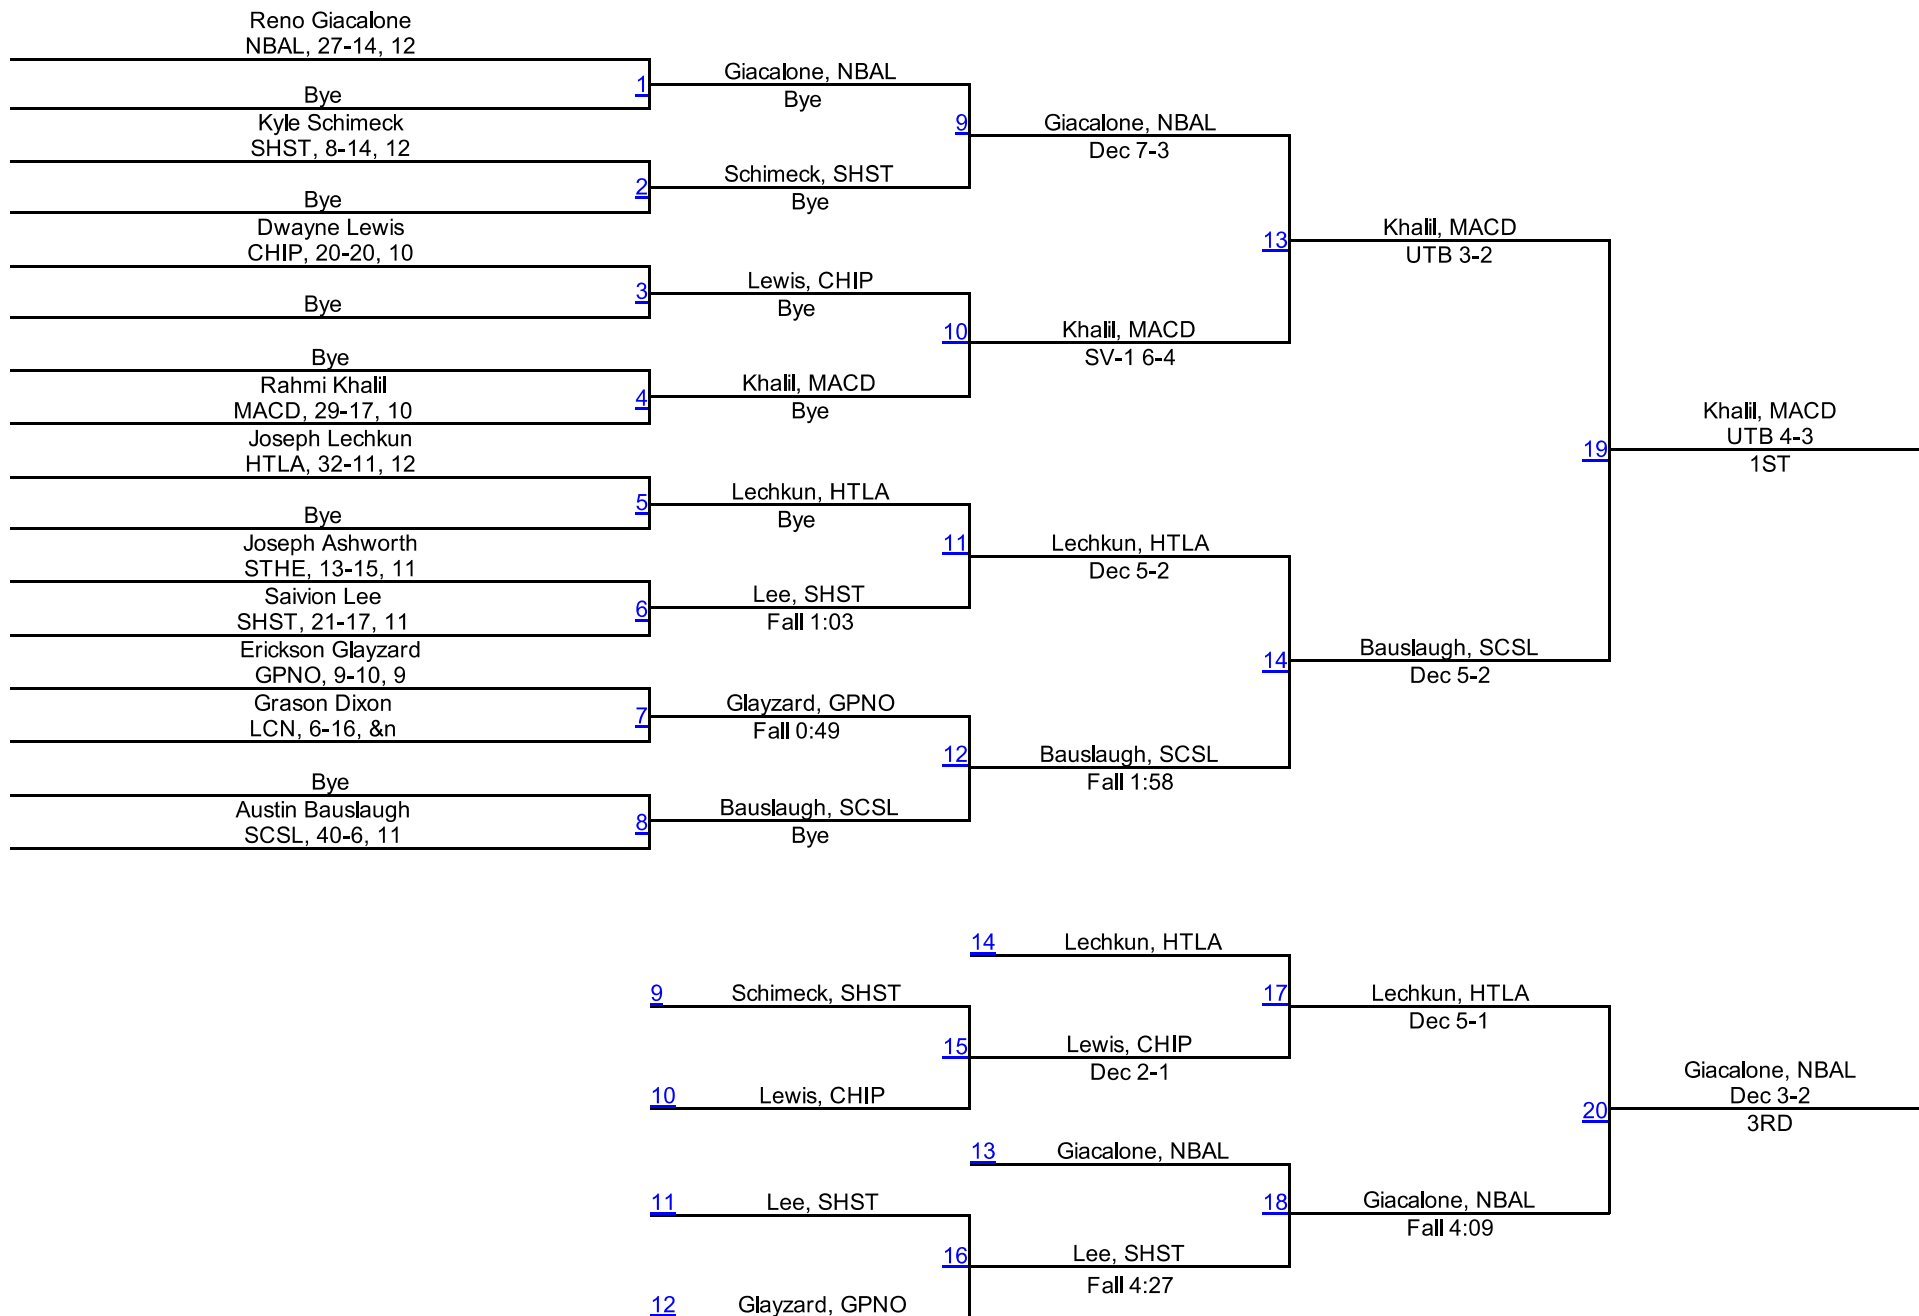 Reno Giacalone
NBAL, 27-14, 12
1
Bye
Kyle Schimeck
SHST, 8-14, 12
2
Bye
Dwayne Lewis
CHIP, 20-20, 10
3
Bye
Bye
4
Rahmi Khalil
MACD, 29-17, 10
Joseph Lechkun
HTLA, 32-11, 12
5
Bye
Joseph Ashworth
STHE, 13-15, 11
6
Saivion Lee
SHST, 21-17, 11
Erickson Glayzard
GPNO, 9-10, 9
7
Grason Dixon
LCN, 6-16, &n
Bye
8
Austin Bauslaugh
SCSL, 40-6, 11
Giacalone, NBAL
Bye
9
Schimeck, SHST
Bye
Lewis, CHIP
Bye
10
Khalil, MACD
Bye
Lechkun, HTLA
Bye
11
Lee, SHST
Fall 1:03
Glayzard, GPNO
Fall 0:49
12
Bauslaugh, SCSL
Bye
Giacalone, NBAL
Dec 7-3
13
Khalil, MACD
SV-1 6-4
Lechkun, HTLA
Dec 5-2
14
Bauslaugh, SCSL
Fall 1:58
Khalil, MACD
UTB 3-2
19
Bauslaugh, SCSL
Dec 5-2
Khalil, MACD
UTB 4-3
1ST
14
Lechkun, HTLA
9
Schimeck, SHST
15
10
Lewis, CHIP
17
Lewis, CHIP
Dec 2-1
Lechkun, HTLA
Dec 5-1
13
Giacalone, NBAL
11
Lee, SHST
16
12
Glayzard, GPNO
18
Lee, SHST
Fall 4:27
Giacalone, NBAL
Fall 4:09
20
Giacalone, NBAL
Dec 3-2
3RD